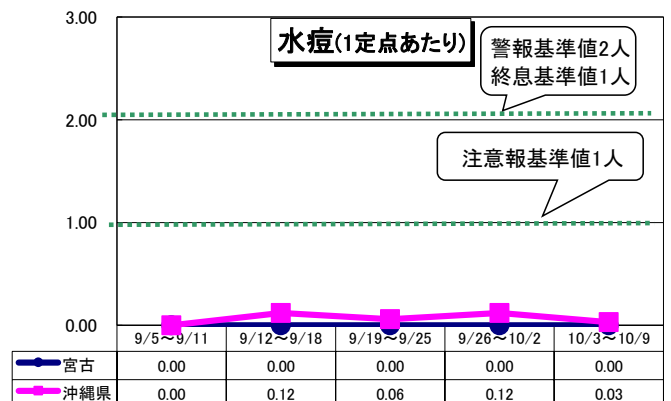 水痘(1定点あたり)
警報基準値2人
終息基準値1人
注意報基準値1人
3.00
2.00
1.00
0.00
9/5～9/11 9/12～9/18 9/19～9/25 9/26～10/2 10/3～10/9
宮古 0.00 0.00 0.00 0.00 0.00
沖縄県 0.00 0.12 0.06 0.12 0.03